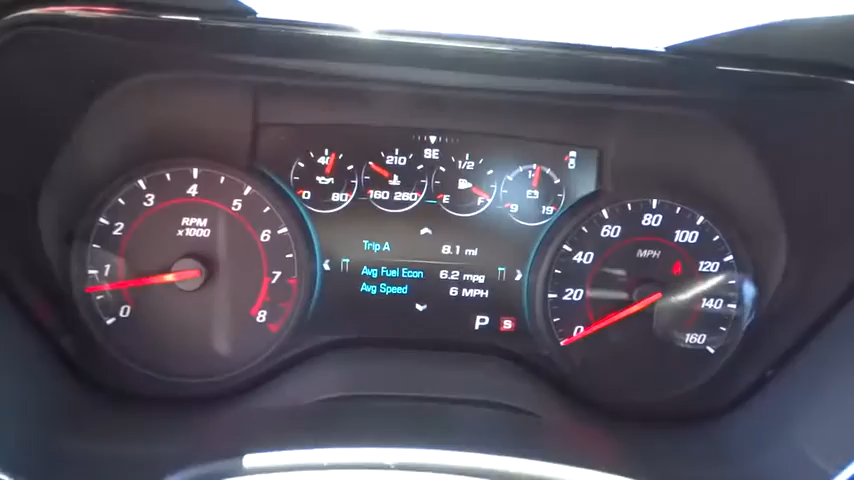 SE
40
0 80
210
160 260
1/2
E F
14
9 19
RPM
x1000
0 1 2 3 4 5 6 7 8
Trip A 8.1 mi
Avg Fuel Econ 6.2 mpg
Avg Speed 6 MPH
P S
MPH
0 20 40 60 80 100 120 140 160